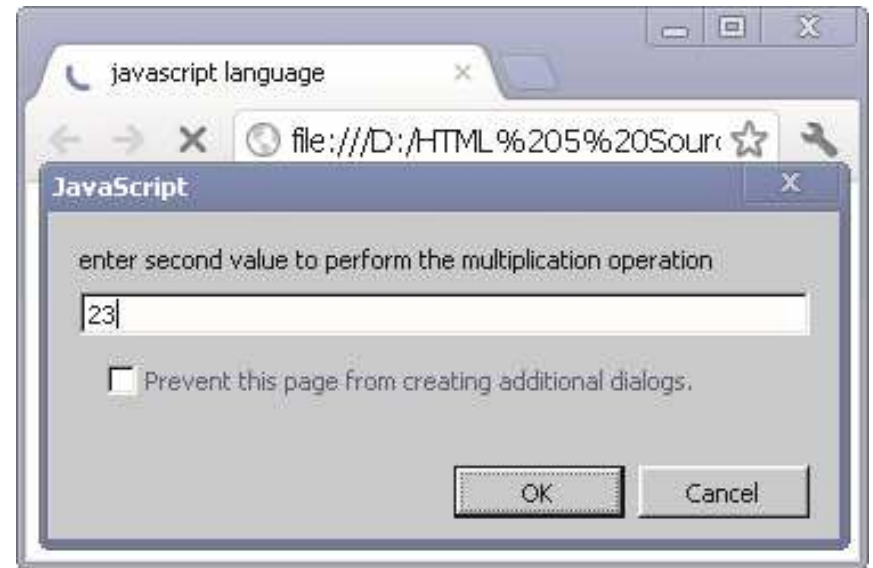 javascript language
file:///D:/HTML%205%20Sour
JavaScript
enter second value to perform the multiplication operation
23
Prevent this page from creating additional dialogs.
OK Cancel